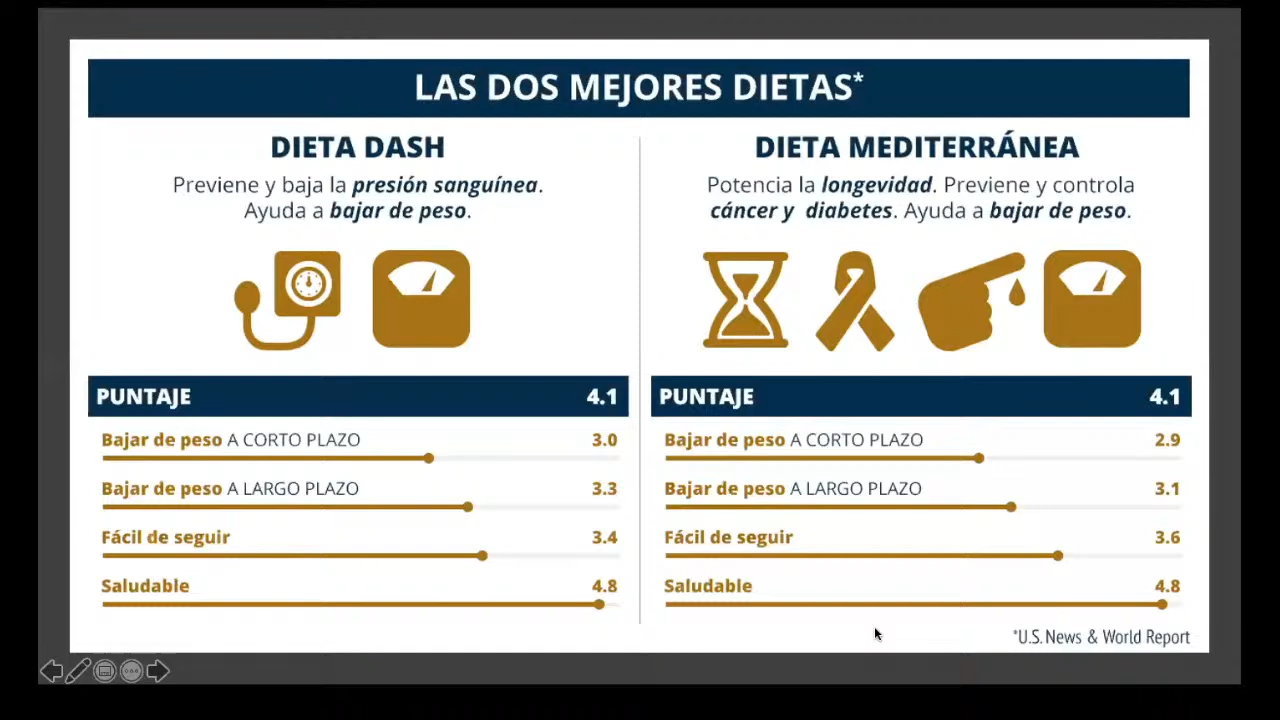 LAS DOS MEJORES DIETAS*
DIETA DASH
Previene y baja la presión sanguínea.
Ayuda a bajar de peso.
PUNTAJE 4.1
Bajar de peso A CORTO PLAZO 3.0
Bajar de peso A LARGO PLAZO 3.3
Fácil de seguir 3.4
Saludable 4.8
DIETA MEDITERRÁNEA
Potencia la longevidad. Previene y controla
cáncer y diabetes. Ayuda a bajar de peso.
PUNTAJE 4.1
Bajar de peso A CORTO PLAZO 2.9
Bajar de peso A LARGO PLAZO 3.1
Fácil de seguir 3.6
Saludable 4.8
*U.S. News & World Report